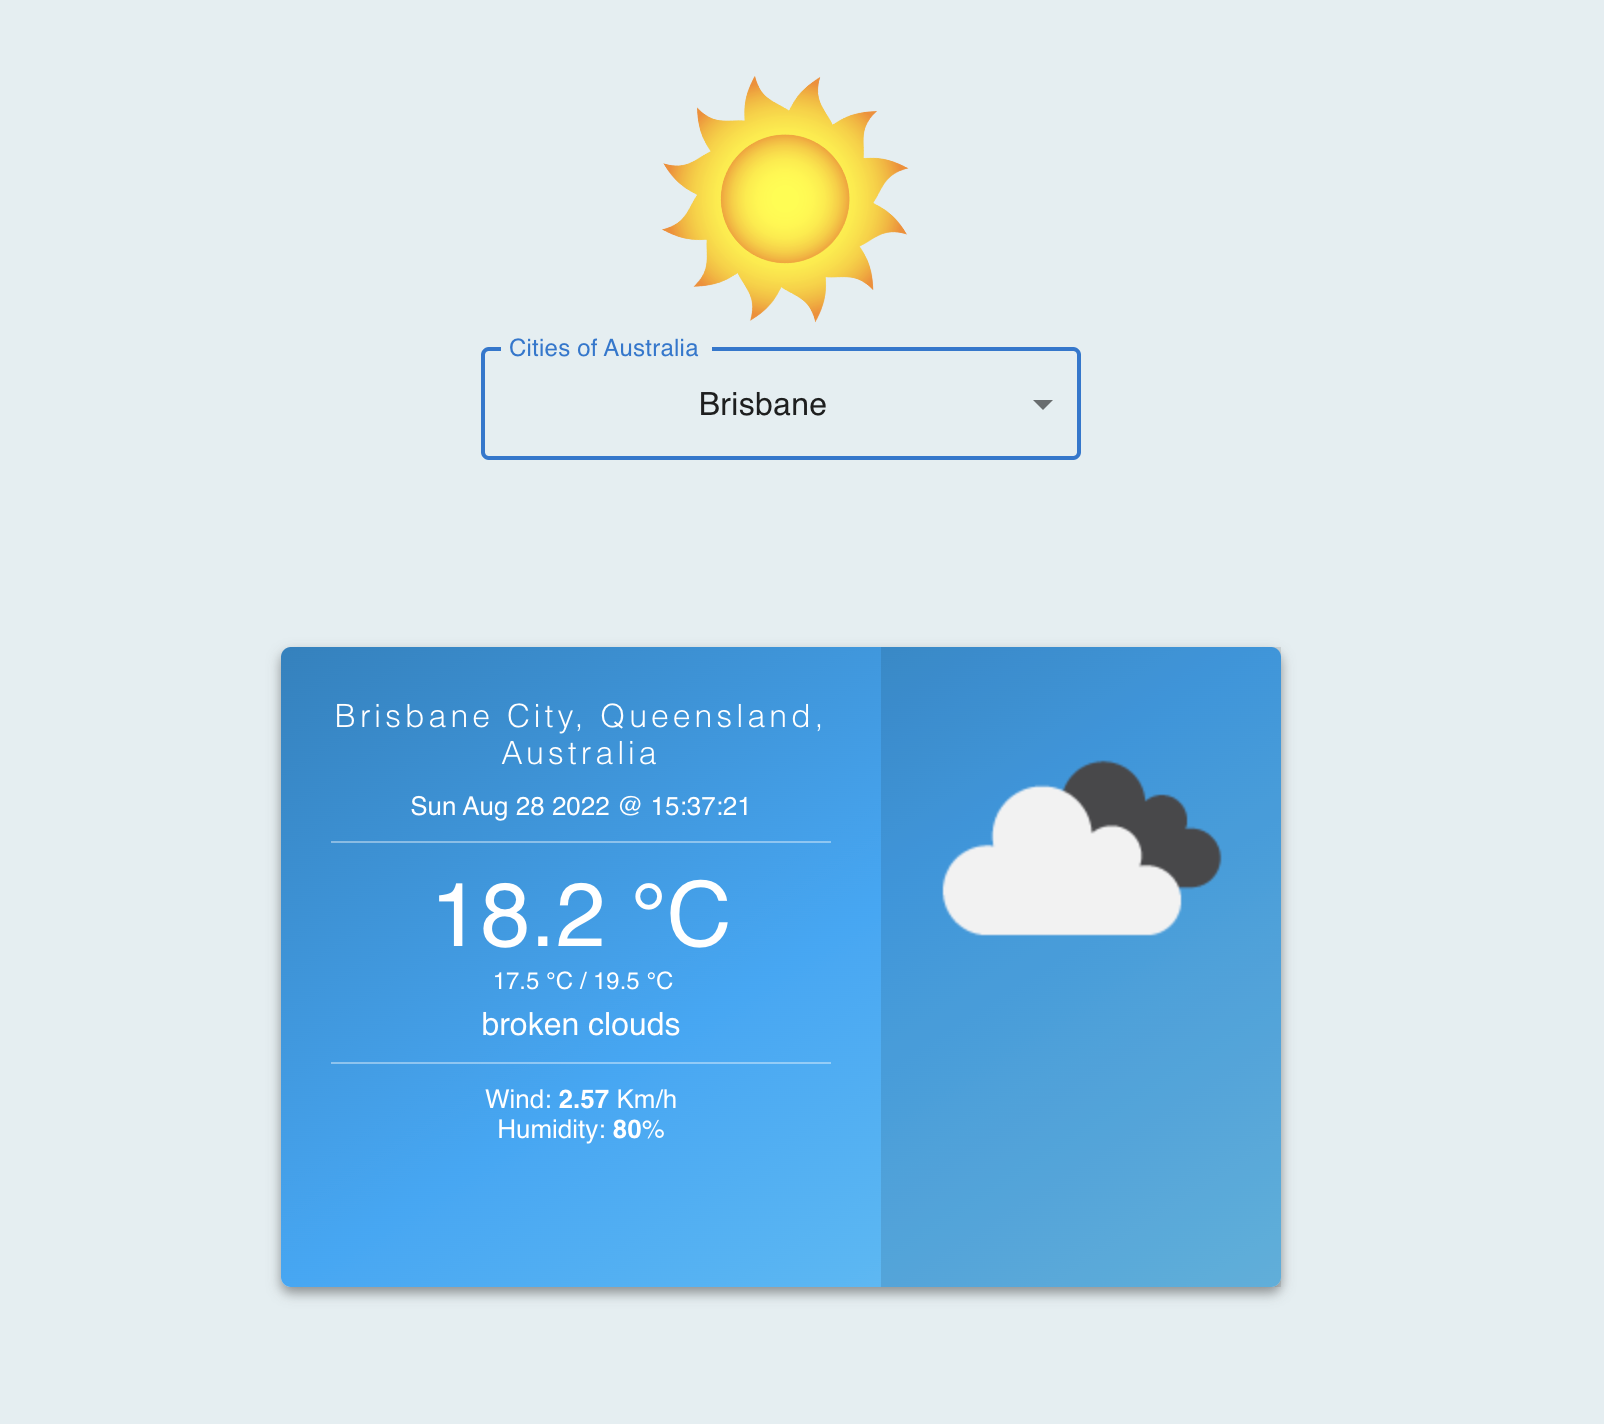 Cities of Australia
Brisbane
Brisbane City, Queensland,
Australia
Sun Aug 28 2022 @ 15:37:21
18.2 °C
17.5 °C / 19.5 °C
broken clouds
Wind: 2.57 Km/h
Humidity: 80%